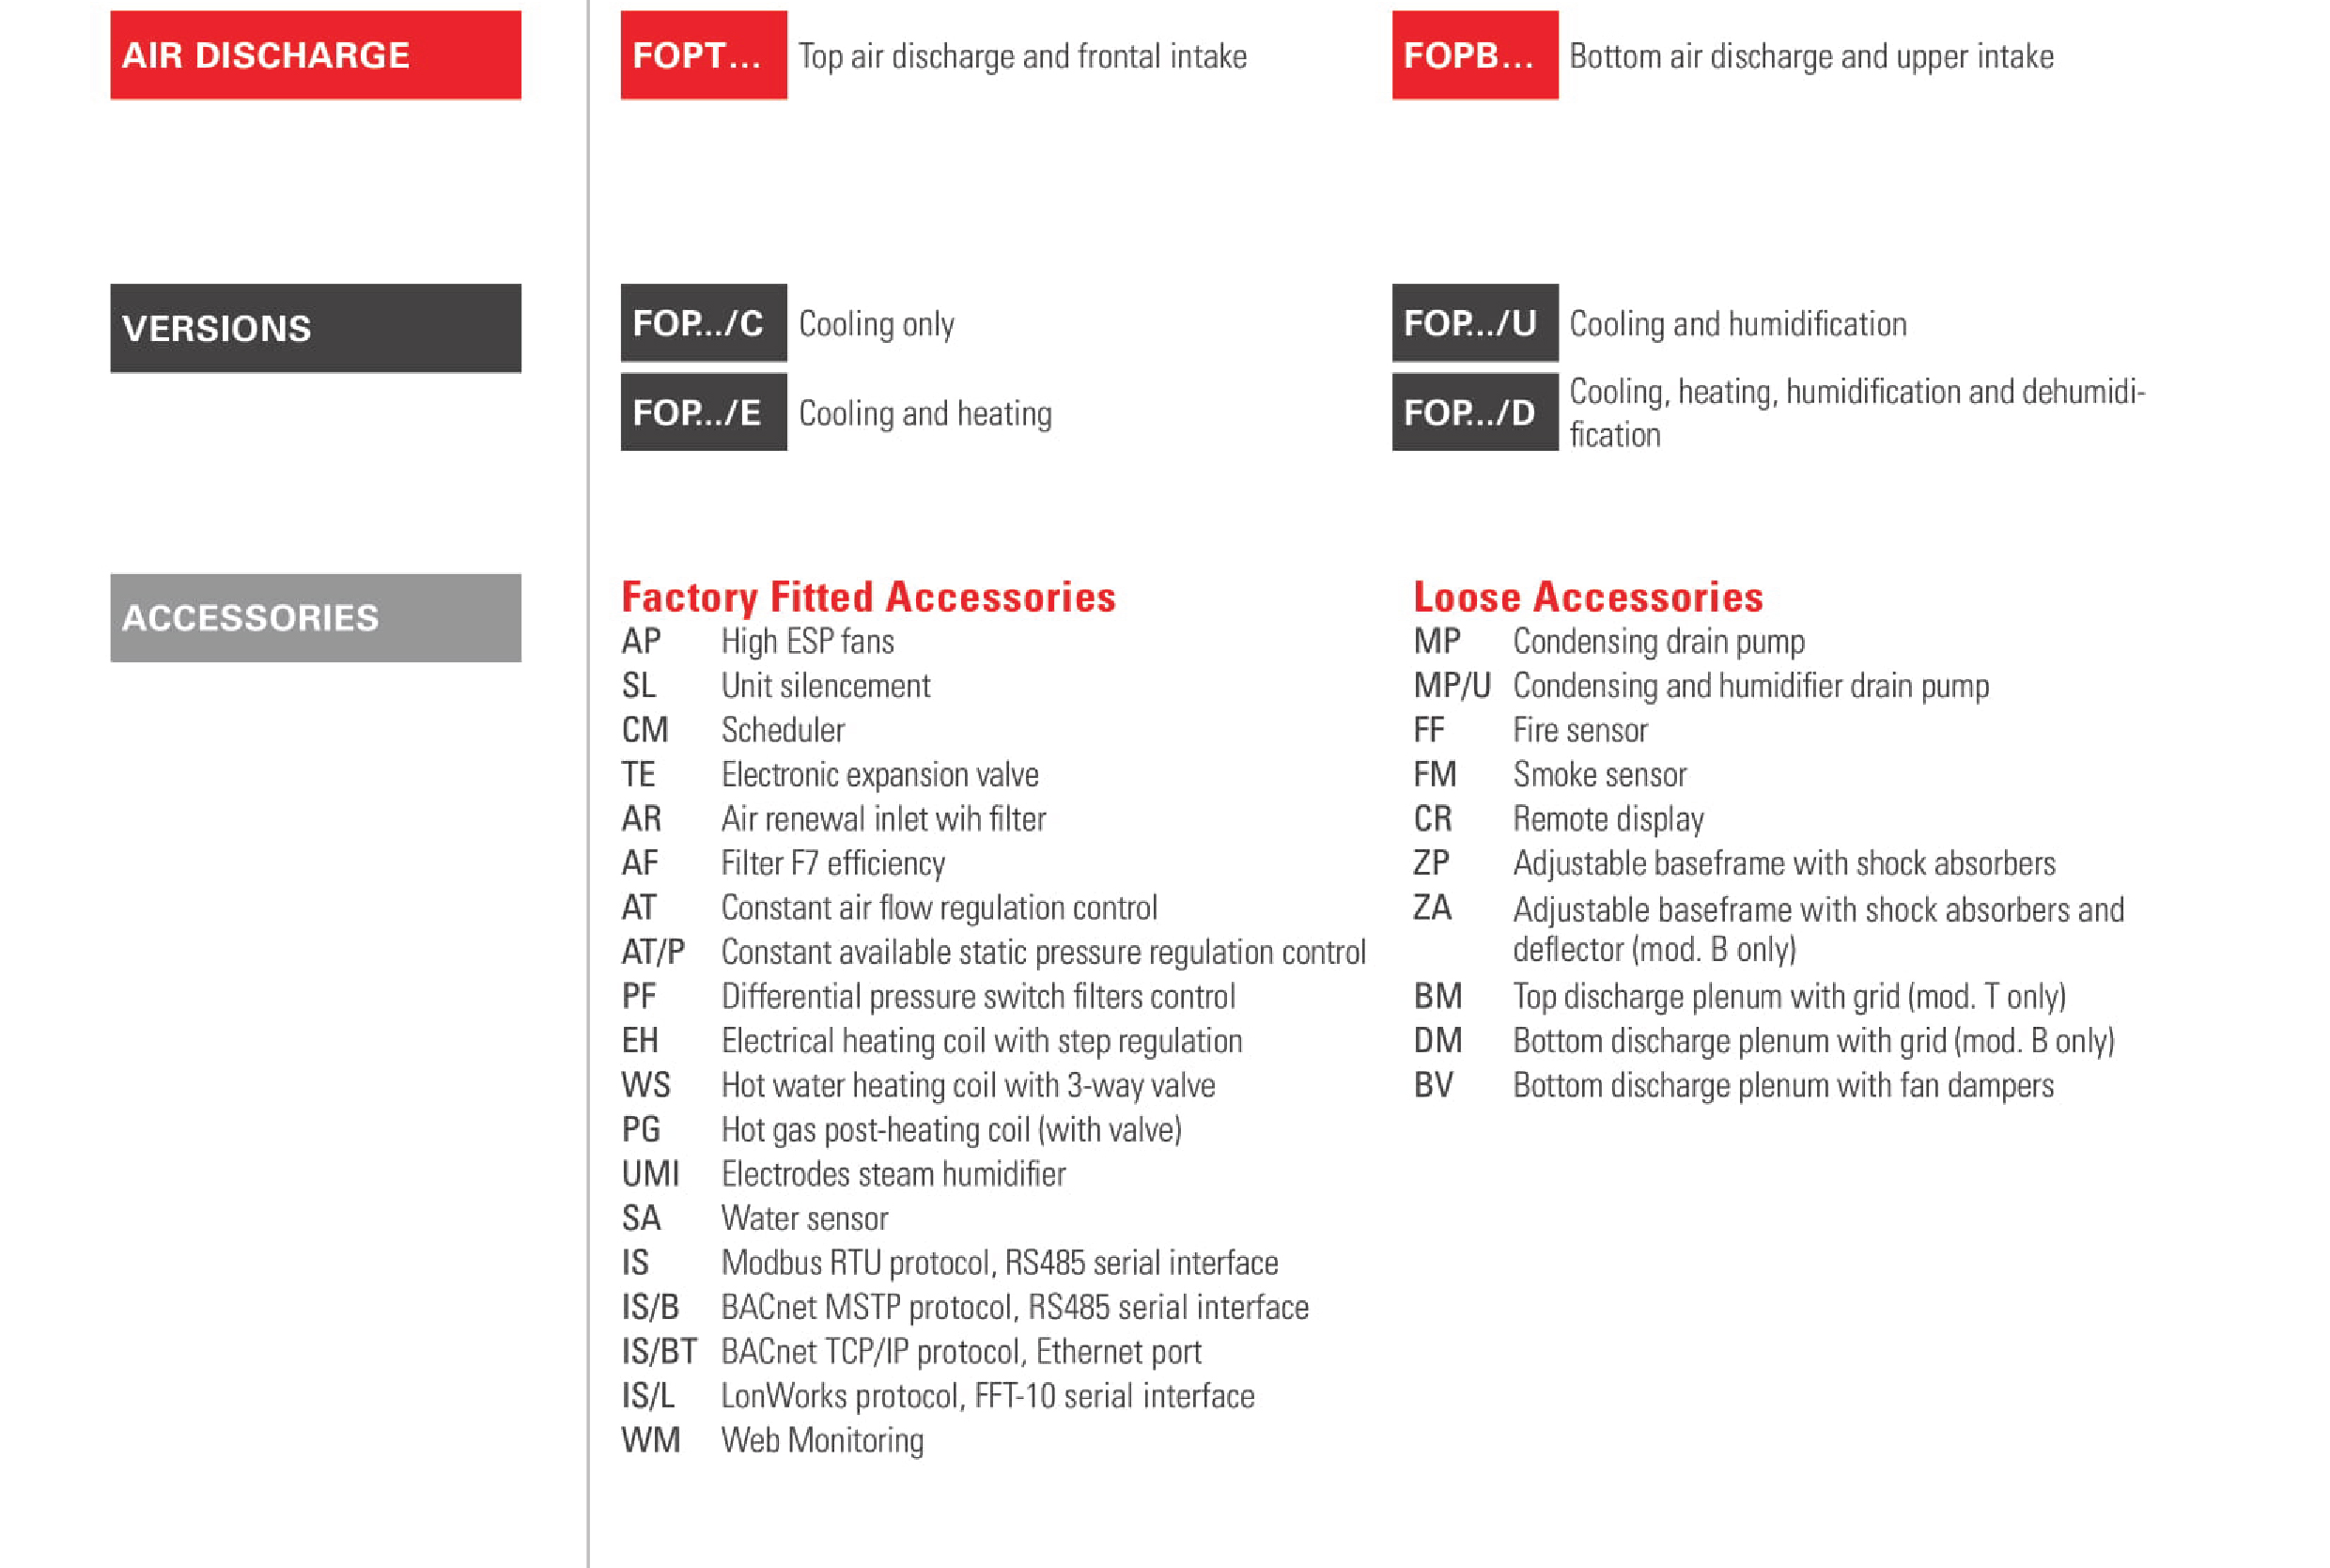 AIR DISCHARGE
FOPT... Top air discharge and frontal intake
FOPB... Bottom air discharge and upper intake
VERSIONS
FOP.../C Cooling only
FOP.../U Cooling and humidification
FOP.../E Cooling and heating
FOP.../D Cooling, heating, humidification and dehumidi-
fication
ACCESSORIES
Factory Fitted Accessories
AP High ESP fans
SL Unit silencement
CM Scheduler
TE Electronic expansion valve
AR Air renewal inlet wih filter
AF Filter F7 efficiency
AT Constant air flow regulation control
AT/P Constant available static pressure regulation control
PF Differential pressure switch filters control
EH Electrical heating coil with step regulation
WS Hot water heating coil with 3-way valve
PG Hot gas post-heating coil (with valve)
UMI Electrodes steam humidifier
SA Water sensor
IS Modbus RTU protocol, RS485 serial interface
IS/B BACnet MSTP protocol, RS485 serial interface
IS/BT BACnet TCP/IP protocol, Ethernet port
IS/L LonWorks protocol, FFT-10 serial interface
WM Web Monitoring
Loose Accessories
MP Condensing drain pump
MP/U Condensing and humidifier drain pump
FF Fire sensor
FM Smoke sensor
CR Remote display
ZP Adjustable baseframe with shock absorbers
ZA Adjustable baseframe with shock absorbers and
deflector (mod. B only)
BM Top discharge plenum with grid (mod. T only)
DM Bottom discharge plenum with grid (mod. B only)
BV Bottom discharge plenum with fan dampers